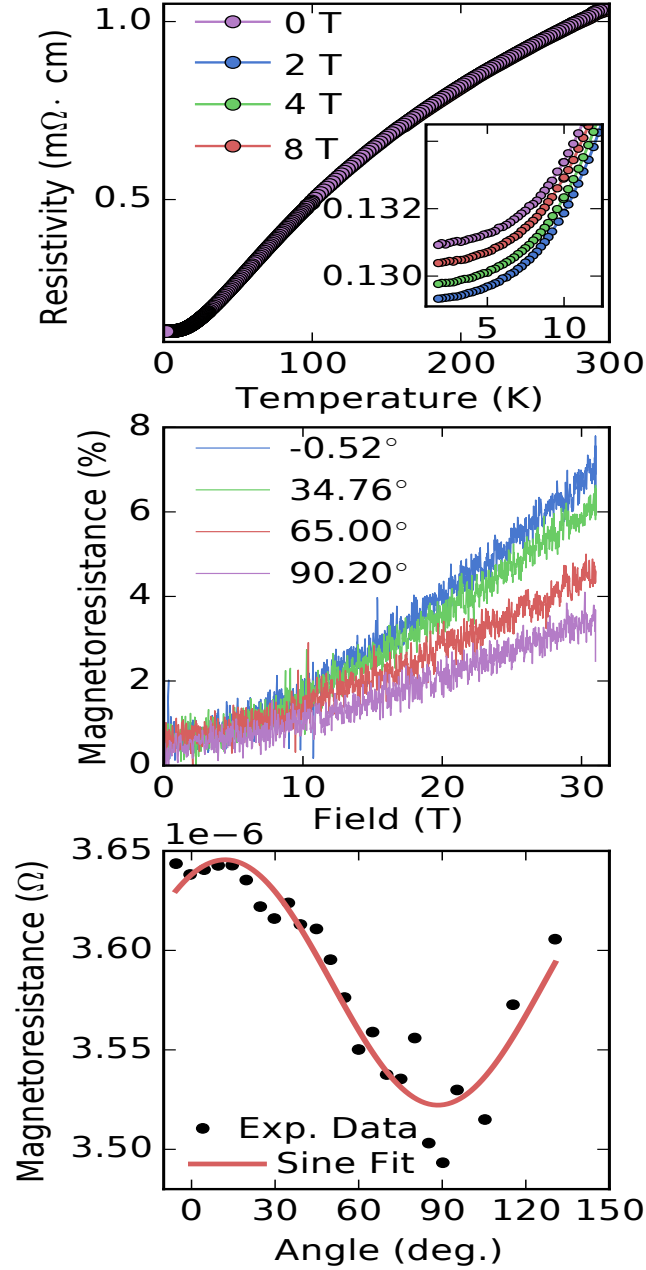 1.0
0.5
Resistivity (mΩ· cm)
0 T
2 T
4 T
8 T
0.132
0.130
5 10
0 100 200 300
Temperature (K)
8
6
4
2
0
Magnetoresistance (%)
-0.52°
34.76°
65.00°
90.20°
0 10 20 30
Field (T)
1e−6
3.65
3.60
3.55
3.50
Magnetoresistance (Ω)
Exp. Data
Sine Fit
0 30 60 90 120 150
Angle (deg.)